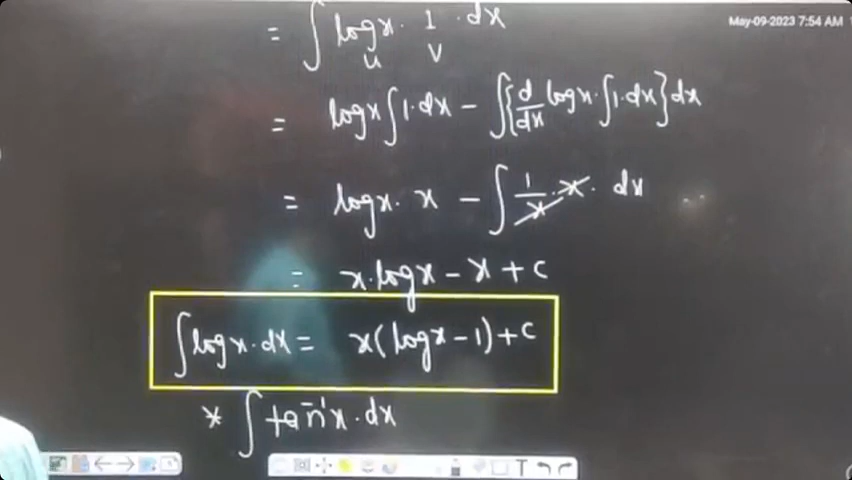 May-09-2023 7:54 AM
= ∫ logx · 1 · dx
u v
= logx ∫ 1·dx − ∫{d/dx logx · ∫1·dx} dx
= logx · x − ∫ 1/x · x · dx
= x·logx − x + c
∫logx·dx = x(logx − 1) + c
* ∫ tan⁻¹x · dx
T